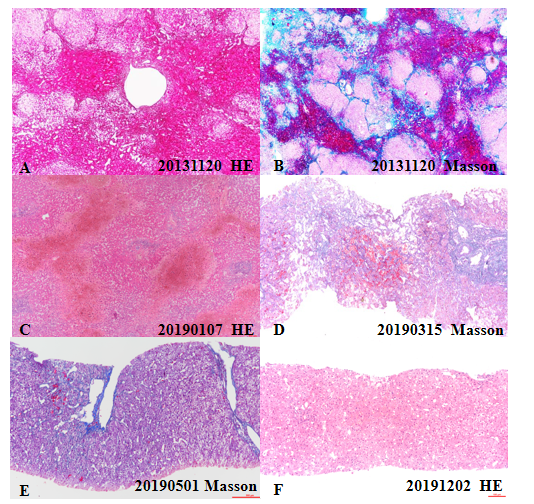 A 20131120 HE
B 20131120 Masson
C 20190107 HE
D 20190315 Masson
E 20190501 Masson
F 20191202 HE